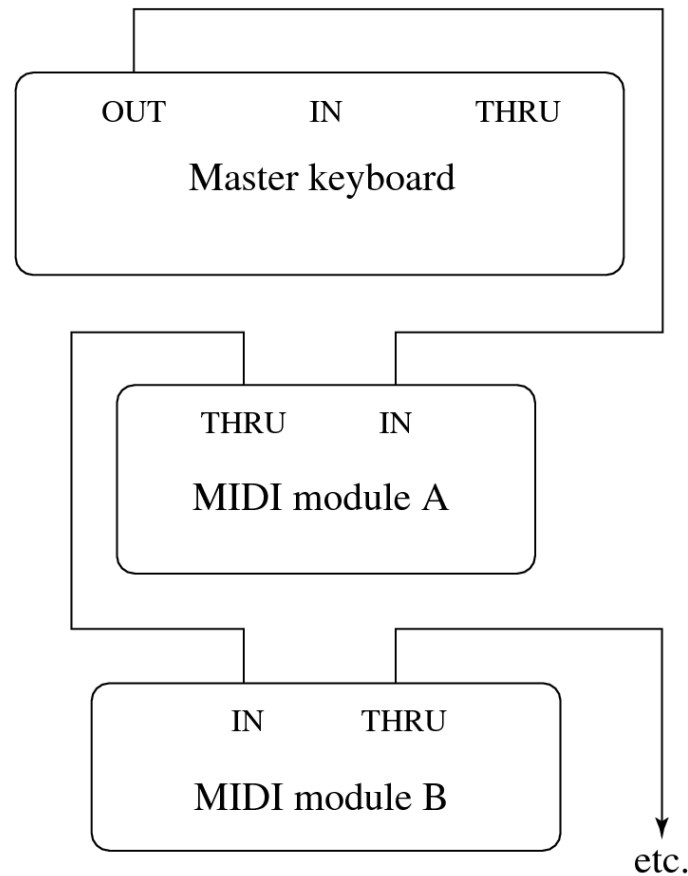 OUT IN THRU
Master keyboard
THRU IN
MIDI module A
IN THRU
MIDI module B
etc.